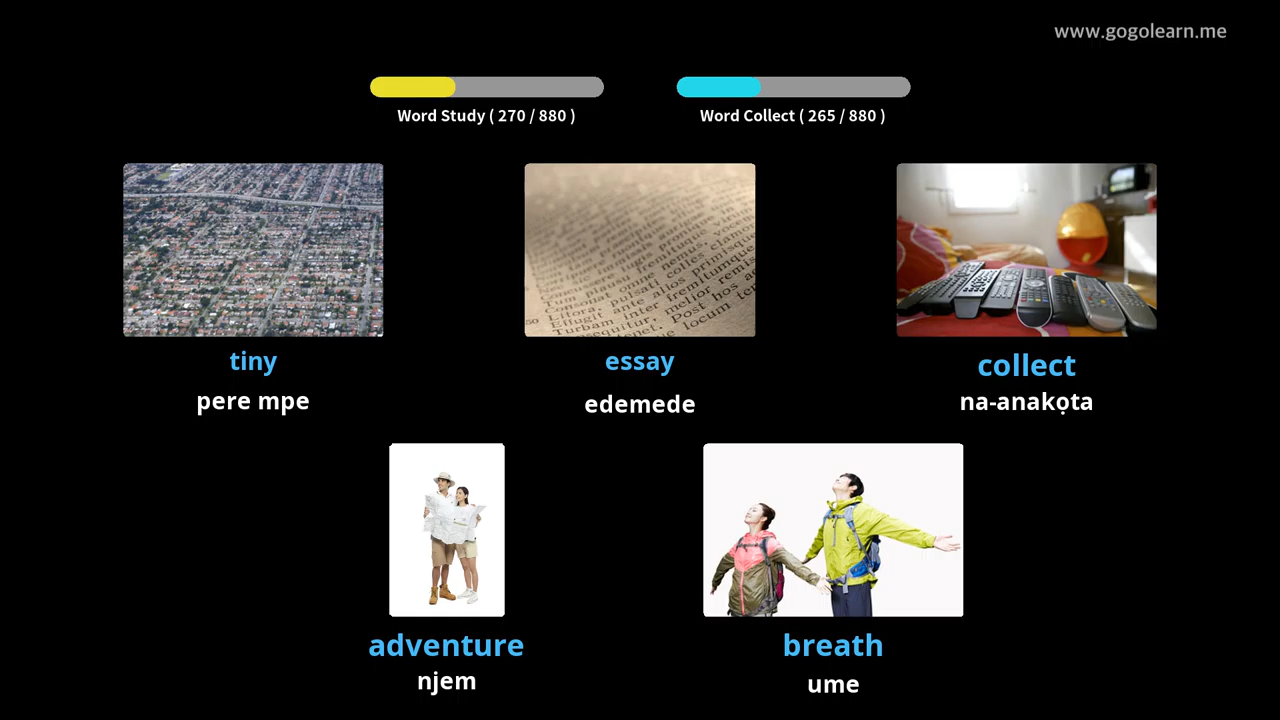 www.gogolearn.me
Word Study ( 270 / 880 )
Word Collect ( 265 / 880 )
tiny
pere mpe
essay
edemede
collect
na-anakọta
adventure
njem
breath
ume